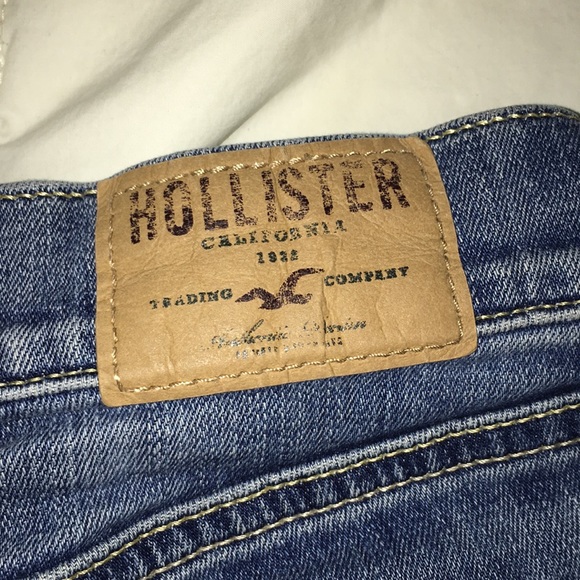 HOLLISTER
CALIFORNIA
1922
TRADING COMPANY
Authentic Denim